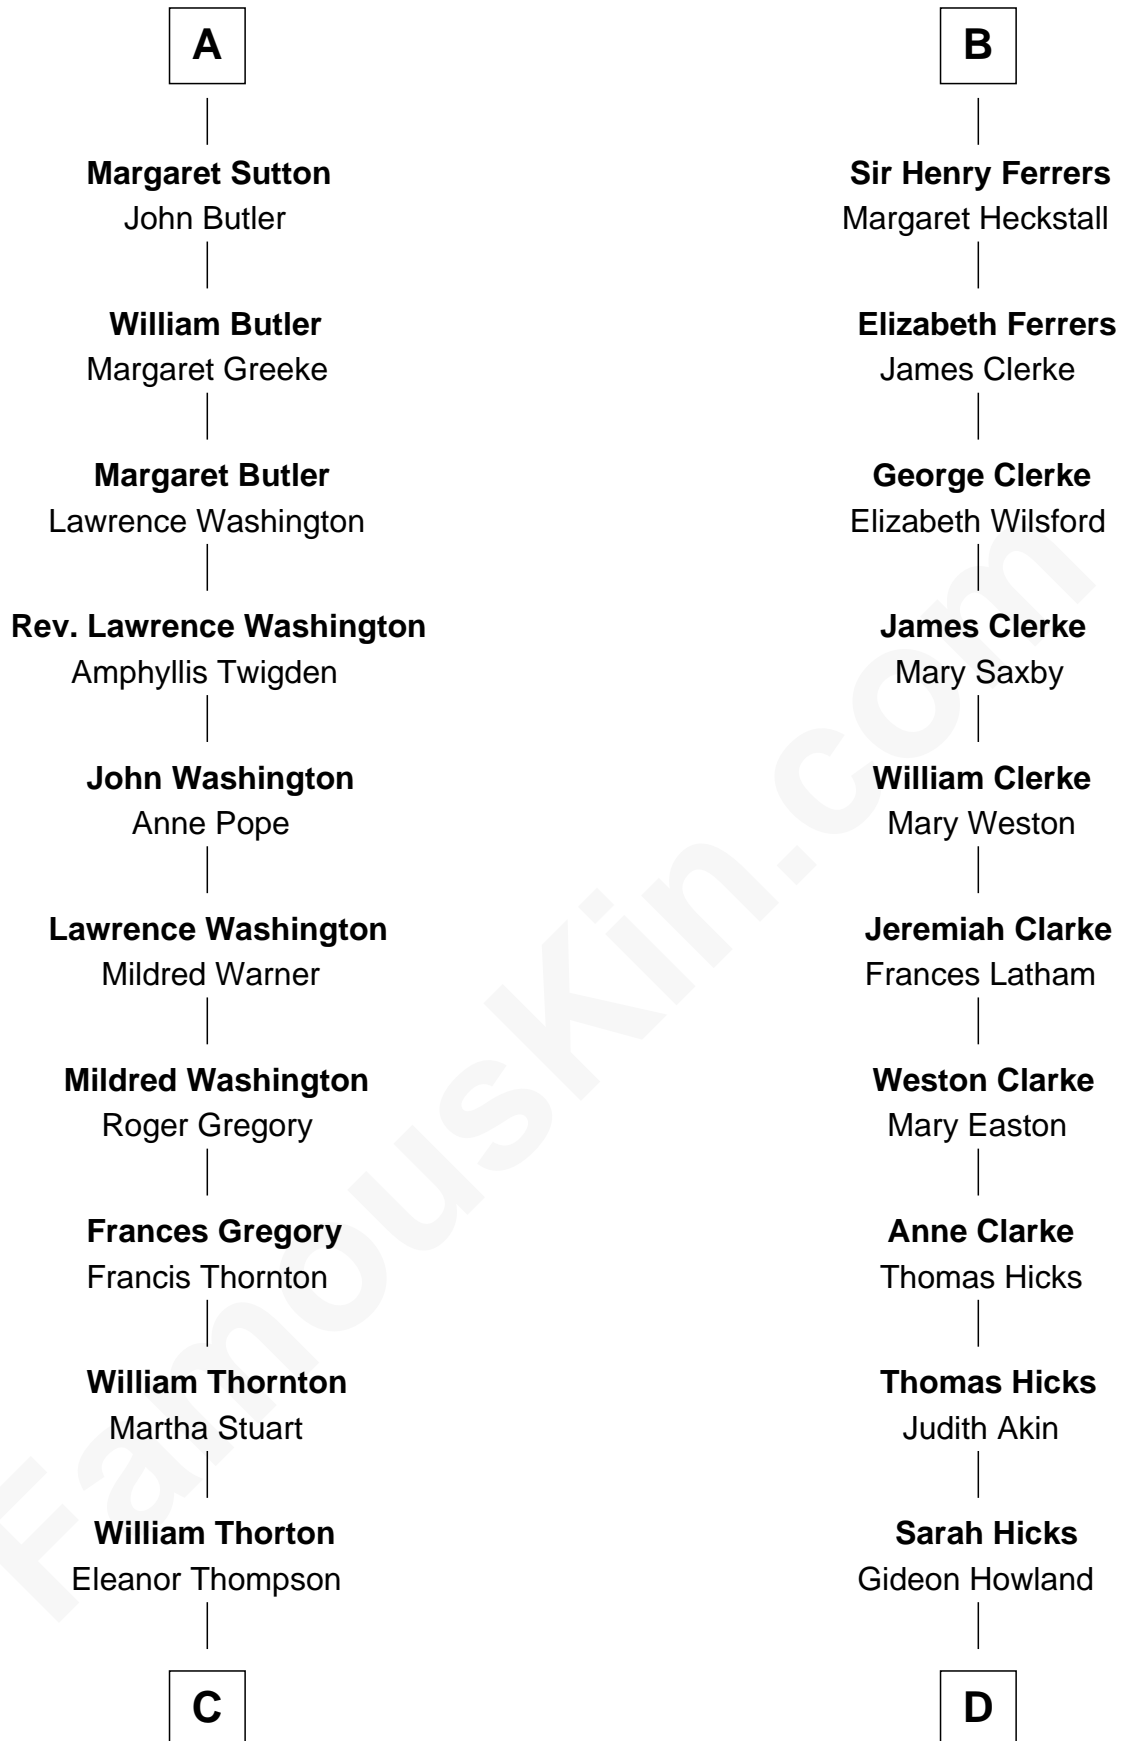 A
Margaret Sutton
John Butler
William Butler
Margaret Greeke
Margaret Butler
Lawrence Washington
Rev. Lawrence Washington
Amphyllis Twigden
John Washington
Anne Pope
Lawrence Washington
Mildred Warner
Mildred Washington
Roger Gregory
Frances Gregory
Francis Thornton
William Thornton
Martha Stuart
William Thorton
Eleanor Thompson
C
B
Sir Henry Ferrers
Margaret Heckstall
Elizabeth Ferrers
James Clerke
George Clerke
Elizabeth Wilsford
James Clerke
Mary Saxby
William Clerke
Mary Weston
Jeremiah Clarke
Frances Latham
Weston Clarke
Mary Easton
Anne Clarke
Thomas Hicks
Thomas Hicks
Judith Akin
Sarah Hicks
Gideon Howland
D
FamousKin.com